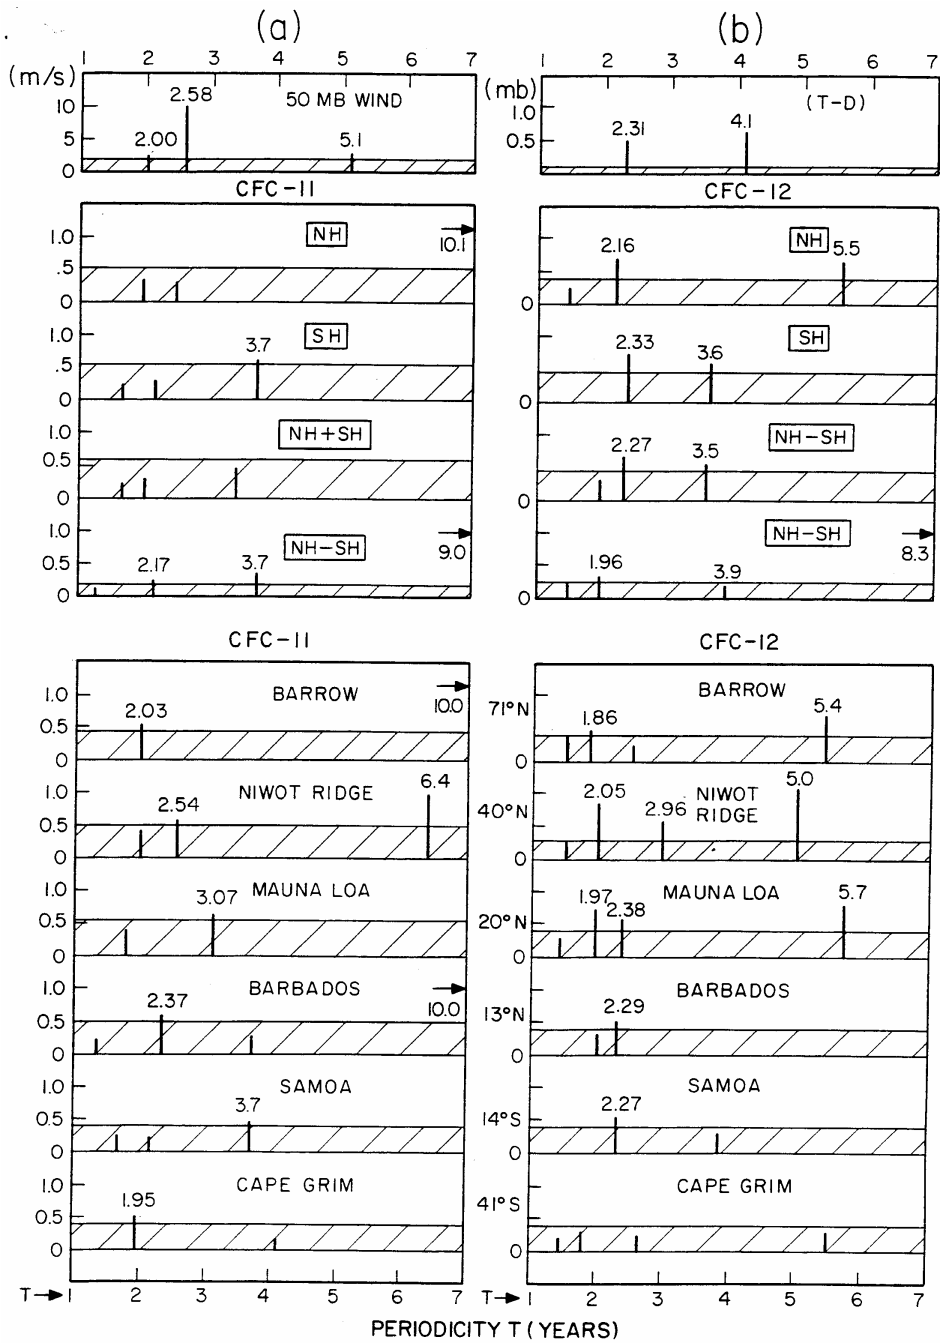 (a) (b)
1 2 3 4 5 6 7 1 2 3 4 5 6 7
(m/s) 50 MB WIND
10
5
0
2.00 2.58 5.1
(mb) (T-D)
1.0
0.5
2.31 4.1
CFC-11
NH
1.0
.5
0
10.1
SH
1.0
.5
0
3.7
NH+SH
1.0
0.5
0
NH-SH
1.0
0.5
0
2.17 3.7 9.0
CFC-12
NH
0
2.16 5.5
SH
0
2.33 3.6
NH-SH
0
2.27 3.5
NH-SH
0
1.96 3.9 8.3
CFC-11
BARROW
1.0
0.5
0
2.03 10.0
NIWOT RIDGE
1.0
0.5
0
2.54 6.4
MAUNA LOA
1.0
0.5
0
3.07
BARBADOS
1.0
0.5
0
2.37 10.0
SAMOA
1.0
0.5
0
3.7
CAPE GRIM
1.0
0.5
0
1.95
T→ 1 2 3 4 5 6 7
CFC-12
BARROW
71°N
0
1.86 5.4
NIWOT
RIDGE
40°N
0
2.05 2.96 5.0
MAUNA LOA
20°N
0
1.97 2.38 5.7
BARBADOS
13°N
0
2.29
SAMOA
14°S
0
2.27
CAPE GRIM
41°S
0
T→ 2 3 4 5 6 7
PERIODICITY T (YEARS)